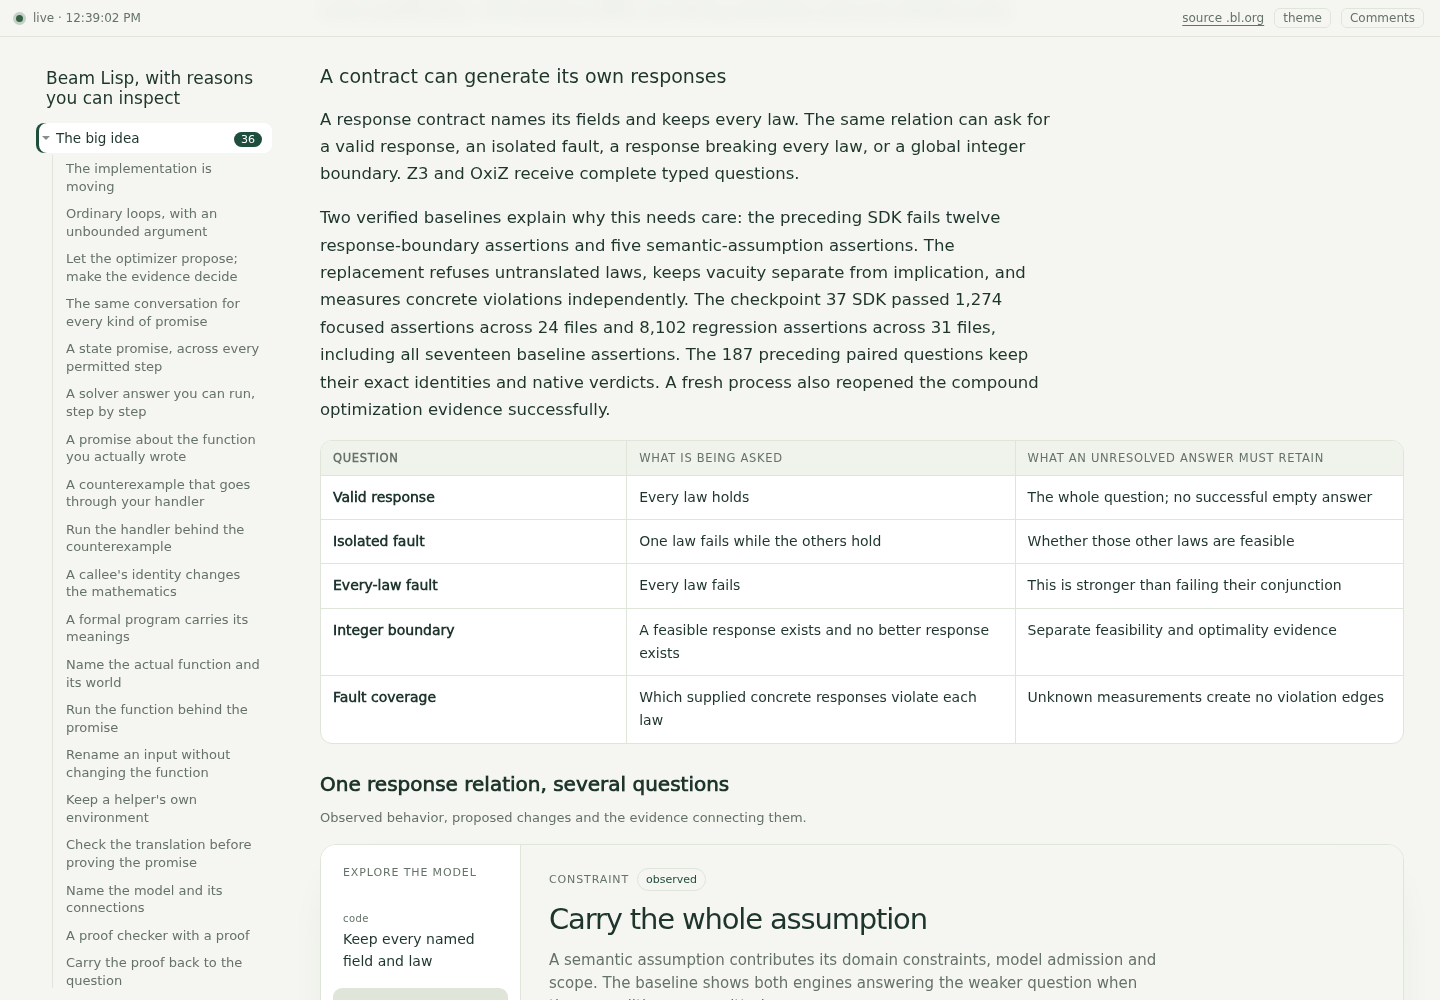 live · 12:39:02 PM
source .bl.org
theme
Comments
Beam Lisp, with reasons
you can inspect
The big idea
36
The implementation is
moving
Ordinary loops, with an
unbounded argument
Let the optimizer propose;
make the evidence decide
The same conversation for
every kind of promise
A state promise, across every
permitted step
A solver answer you can run,
step by step
A promise about the function
you actually wrote
A counterexample that goes
through your handler
Run the handler behind the
counterexample
A callee's identity changes
the mathematics
A formal program carries its
meanings
Name the actual function and
its world
Run the function behind the
promise
Rename an input without
changing the function
Keep a helper's own
environment
Check the translation before
proving the promise
Name the model and its
connections
A proof checker with a proof
Carry the proof back to the
question
A contract can generate its own responses
A response contract names its fields and keeps every law. The same relation can ask for
a valid response, an isolated fault, a response breaking every law, or a global integer
boundary. Z3 and OxiZ receive complete typed questions.
Two verified baselines explain why this needs care: the preceding SDK fails twelve
response-boundary assertions and five semantic-assumption assertions. The
replacement refuses untranslated laws, keeps vacuity separate from implication, and
measures concrete violations independently. The checkpoint 37 SDK passed 1,274
focused assertions across 24 files and 8,102 regression assertions across 31 files,
including all seventeen baseline assertions. The 187 preceding paired questions keep
their exact identities and native verdicts. A fresh process also reopened the compound
optimization evidence successfully.
QUESTION
WHAT IS BEING ASKED
WHAT AN UNRESOLVED ANSWER MUST RETAIN
Valid response
Every law holds
The whole question; no successful empty answer
Isolated fault
One law fails while the others hold
Whether those other laws are feasible
Every-law fault
Every law fails
This is stronger than failing their conjunction
Integer boundary
A feasible response exists and no better response
exists
Separate feasibility and optimality evidence
Fault coverage
Which supplied concrete responses violate each
law
Unknown measurements create no violation edges
One response relation, several questions
Observed behavior, proposed changes and the evidence connecting them.
EXPLORE THE MODEL
code
Keep every named
field and law
CONSTRAINT
observed
Carry the whole assumption
A semantic assumption contributes its domain constraints, model admission and
scope. The baseline shows both engines answering the weaker question when